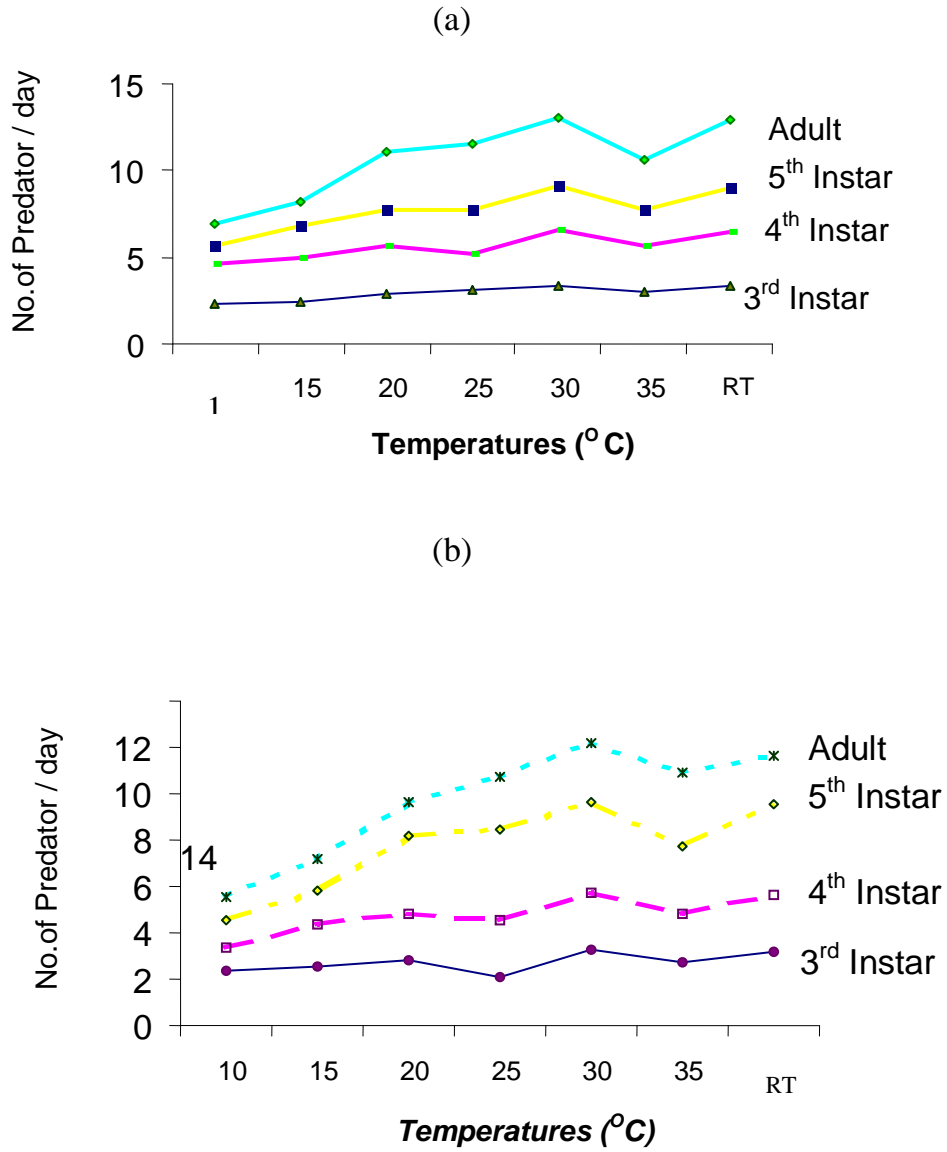 (a)
No.of Predator / day
15
10
5
0
Adult
5th Instar
4th Instar
3rd Instar
1
15
20
25
30
35
RT
Temperatures (O C)
(b)
No.of Predator / day
12
10
8
14
6
4
2
0
Adult
5th Instar
4th Instar
3rd Instar
10
15
20
25
30
35
RT
Temperatures (OC)